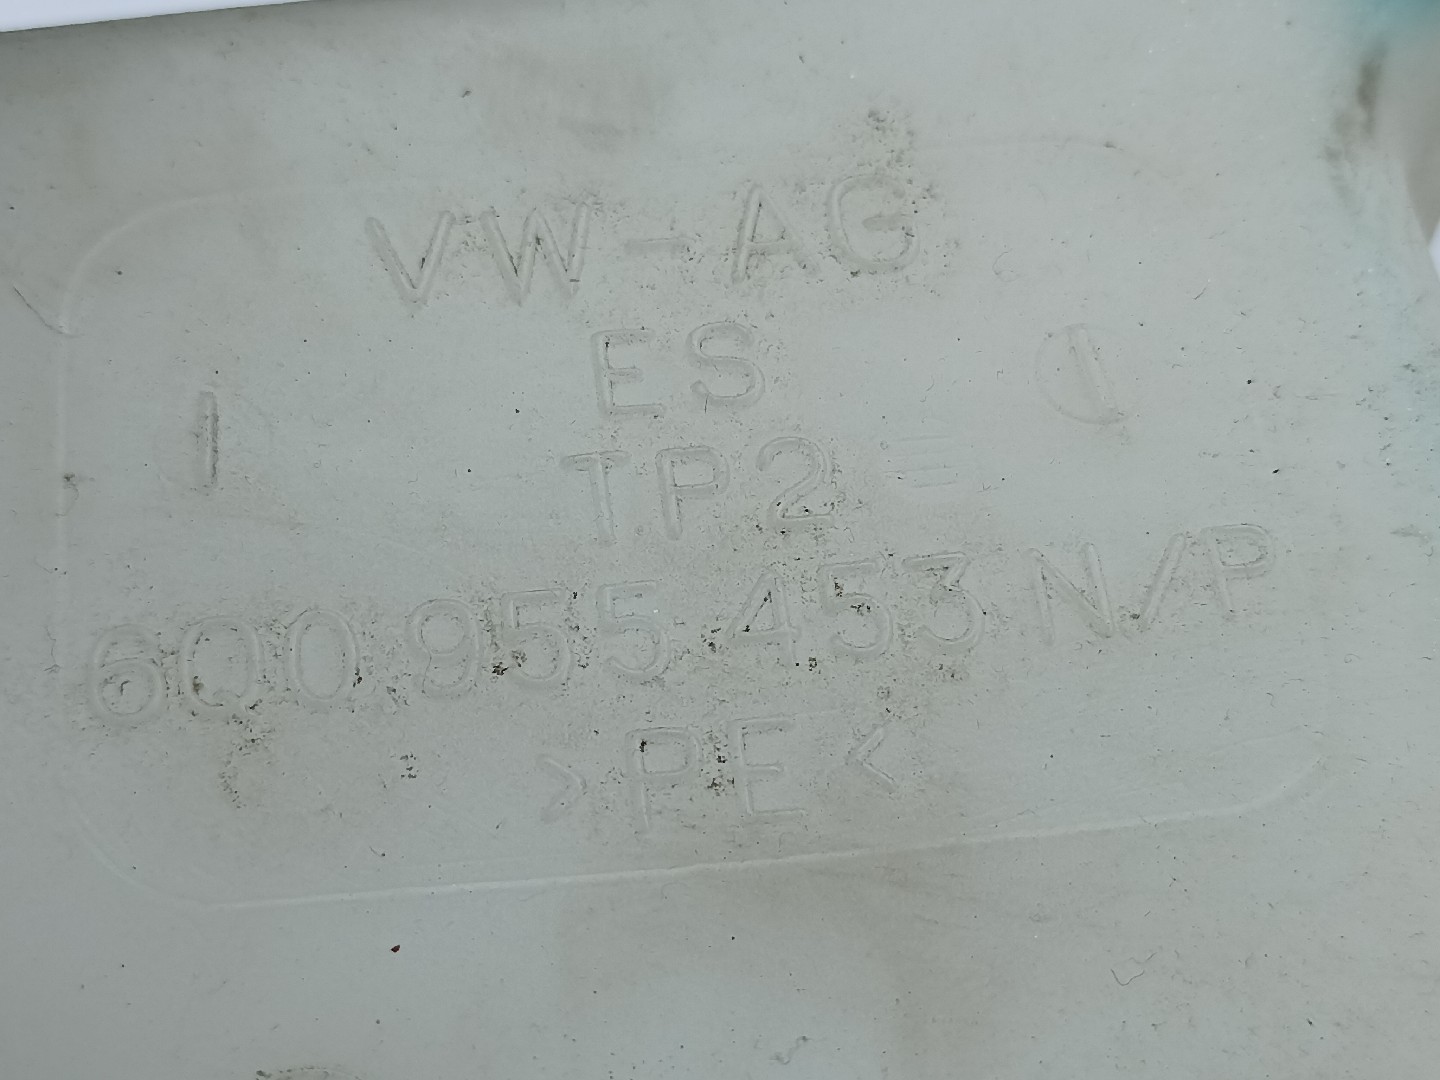 VW-AG
ES
TP2
6Q0 955 453 N/P
>PE<